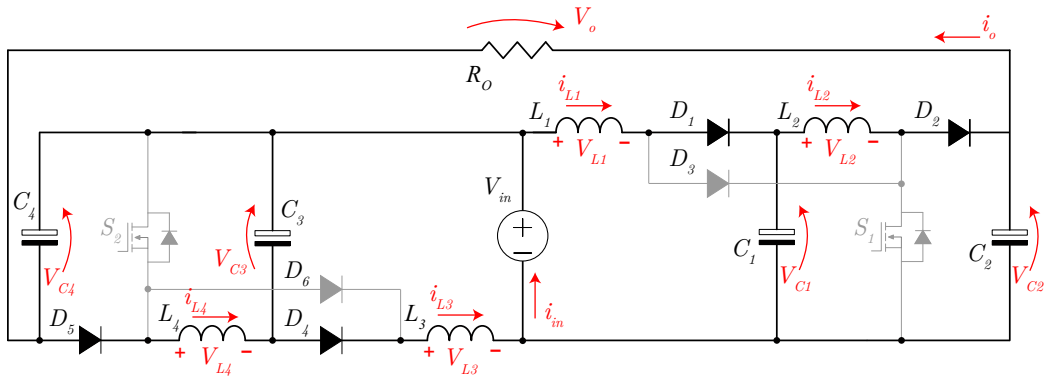 V_o
i_o
R_O
i_L1
i_L2
L_1
D_1
L_2
D_2
+ V_L1 −
+ V_L2 −
D_3
V_in
C_4
S_2
C_3
+
−
C_1
S_1
C_2
V_C4
V_C3
D_6
V_C1
V_C2
i_L4
i_L3
i_in
D_5
L_4
D_4
L_3
+ V_L4 −
+ V_L3 −